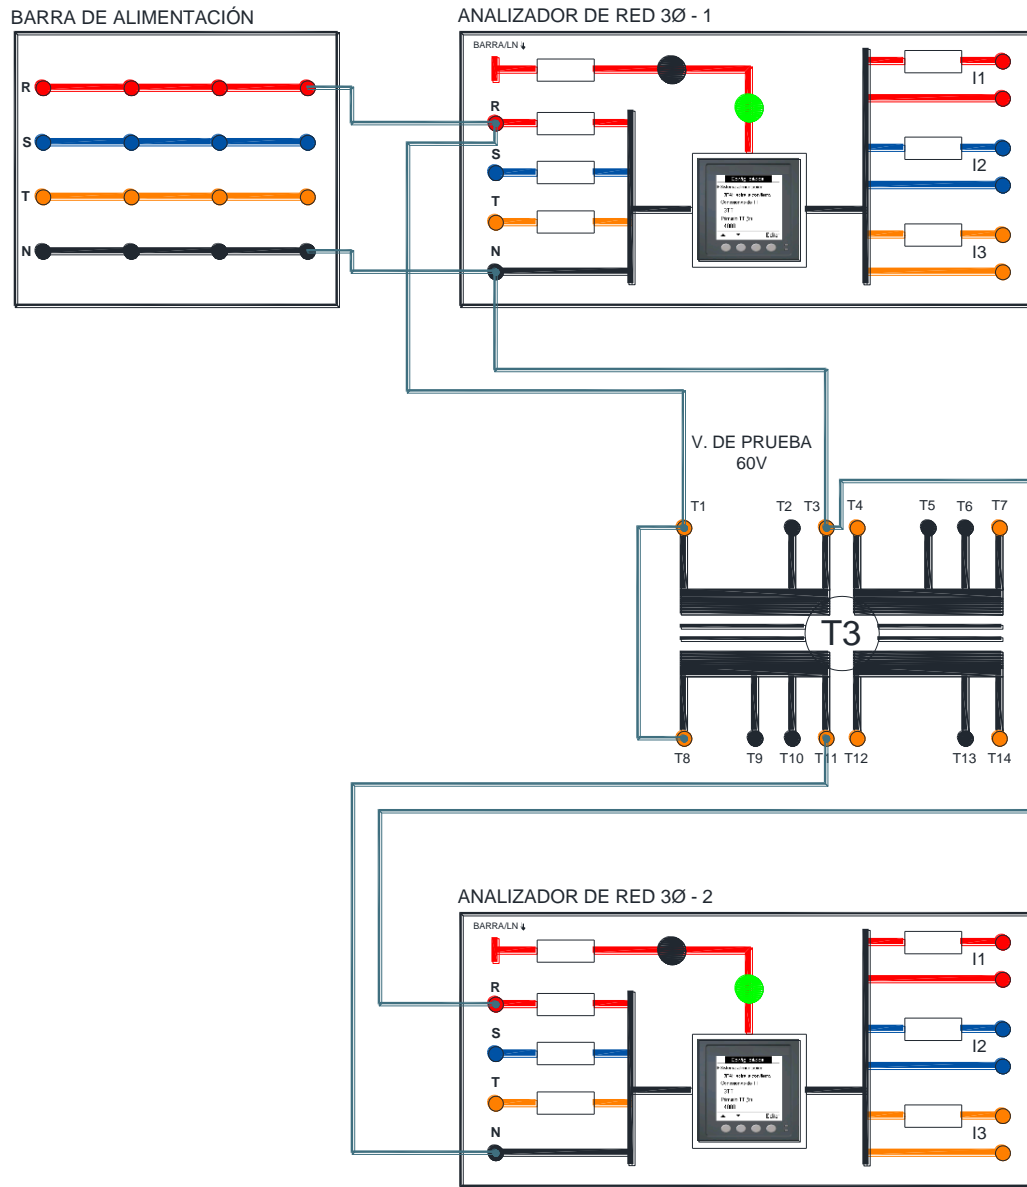 BARRA DE ALIMENTACIÓN
R
S
T
N
ANALIZADOR DE RED 3Ø - 1
BARRA/LN
R
S
T
N
I1
I2
I3
V. DE PRUEBA
60V
T1
T2
T3
T4
T5
T6
T7
T3
T8
T9
T10
T11
T12
T13
T14
ANALIZADOR DE RED 3Ø - 2
BARRA/LN
R
S
T
N
I1
I2
I3